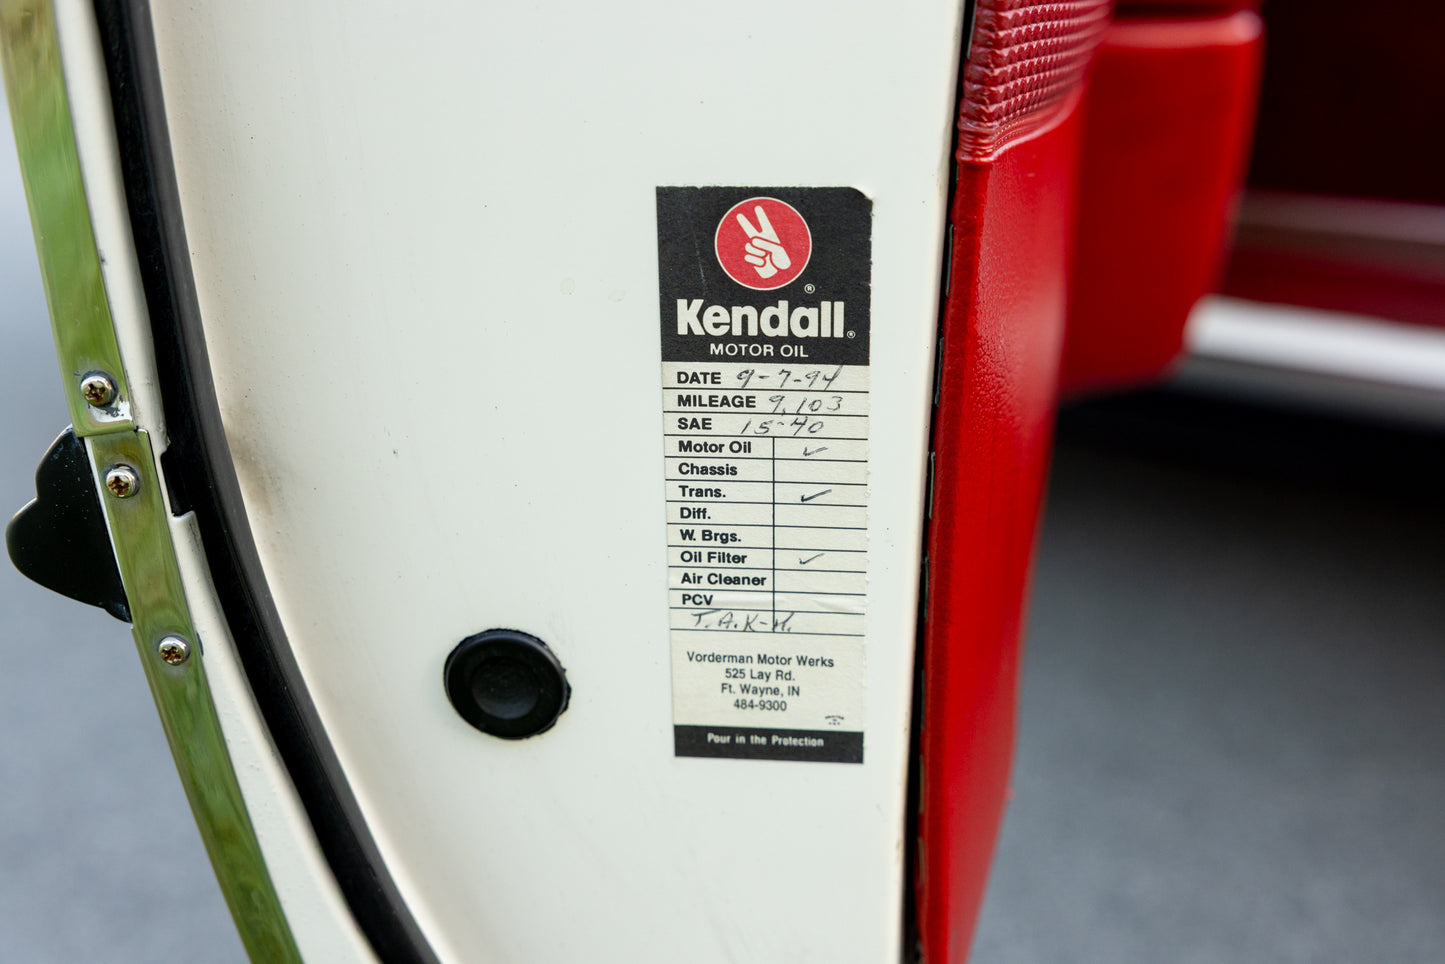 ®
Kendall®
MOTOR OIL
DATE 9-7-94
MILEAGE 9,103
SAE 15-40
Motor Oil ✓
Chassis
Trans. ✓
Diff.
W. Brgs.
Oil Filter ✓
Air Cleaner
PCV
T.A.K-H.
Vorderman Motor Werks
525 Lay Rd.
Ft. Wayne, IN
484-9300
Pour in the Protection